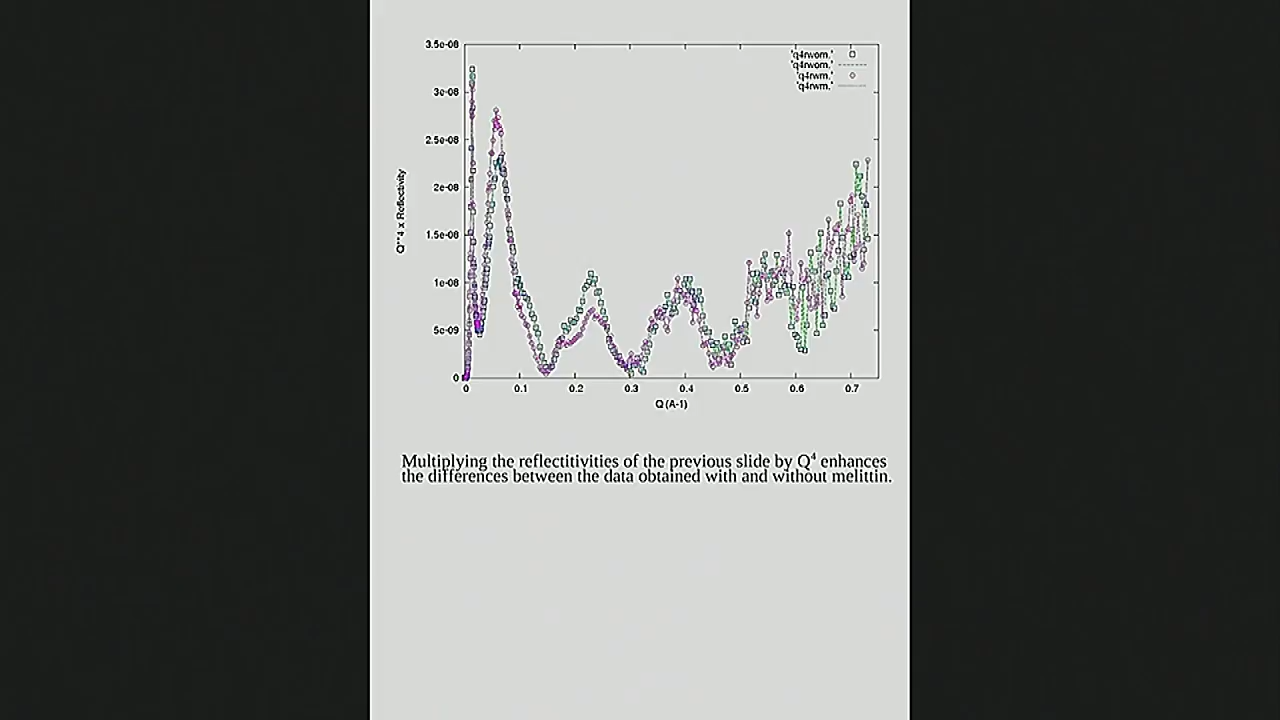 3.5e-08
3e-08
2.5e-08
2e-08
1.5e-08
1e-08
5e-09
0
0 0.1 0.2 0.3 0.4 0.5 0.6 0.7
Q**4 x Reflectivity
Q (A-1)
'q4rwom,'
'q4rwom,'
'q4rwm,'
'q4rwm,'
Multiplying the reflectitivities of the previous slide by Q⁴ enhances
the differences between the data obtained with and without melittin.